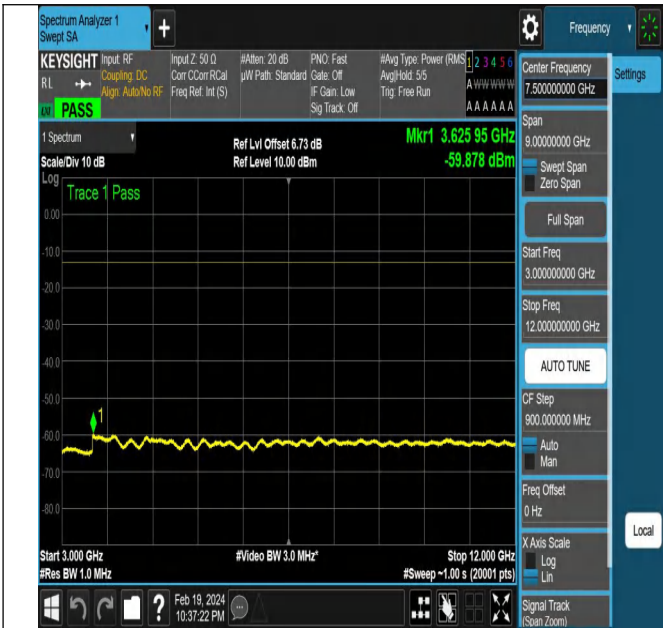 Spectrum Analyzer 1
Swept SA
+
Frequency
KEYSIGHT
RL
LXI
PASS
Input: RF
Coupling: DC
Align: Auto/No RF
Input Z: 50 Ω
Corr CCorr RCal
Freq Ref: Int (S)
#Atten: 20 dB
µW Path: Standard
PNO: Fast
Gate: Off
IF Gain: Low
Sig Track: Off
#Avg Type: Power (RMS
Avg|Hold: 5/5
Trig: Free Run
1 2 3 4 5 6
A W W W W W
A A A A A A
1 Spectrum
Scale/Div 10 dB
Log
Ref Lvl Offset 6.73 dB
Ref Level 10.00 dBm
Mkr1 3.625 95 GHz
-59.878 dBm
Trace 1 Pass
0.00
-10.0
-20.0
-30.0
-40.0
-50.0
-60.0
-70.0
-80.0
1
Start 3.000 GHz
#Res BW 1.0 MHz
#Video BW 3.0 MHz*
Stop 12.000 GHz
#Sweep ~1.00 s (20001 pts)
?
Feb 19, 2024
10:37:22 PM
Center Frequency
7.500000000 GHz
Span
9.00000000 GHz
Swept Span
Zero Span
Full Span
Start Freq
3.000000000 GHz
Stop Freq
12.000000000 GHz
AUTO TUNE
CF Step
900.000000 MHz
Auto
Man
Freq Offset
0 Hz
X Axis Scale
Log
Lin
Signal Track
(Span Zoom)
Settings
Local